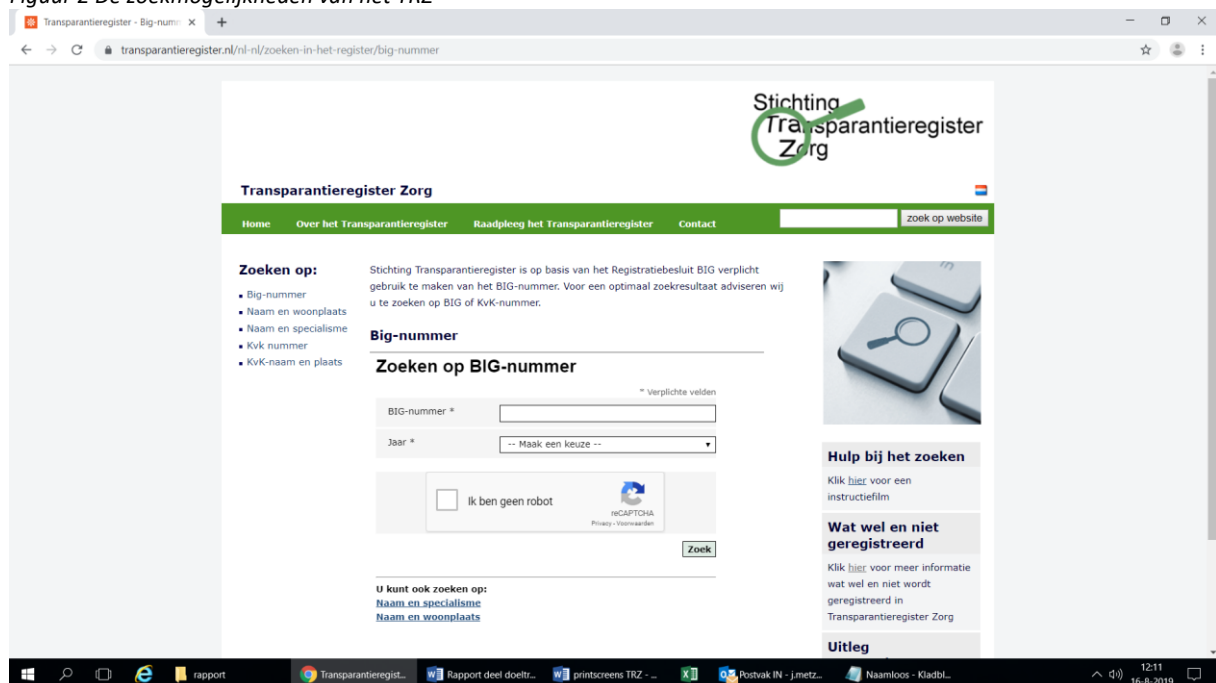 Figuur 2 De zoekmogelijkheden van het TRZ
Transparantieregister - Big-numm
transparantieregister.nl/nl-nl/zoeken-in-het-register/big-nummer
Stichting
Transparantieregister
Zorg
Transparantieregister Zorg
Home Over het Transparantieregister Raadpleeg het Transparantieregister Contact zoek op website
Zoeken op:
Big-nummer
Naam en woonplaats
Naam en specialisme
Kvk nummer
KvK-naam en plaats
Stichting Transparantieregister is op basis van het Registratiebesluit BIG verplicht
gebruik te maken van het BIG-nummer. Voor een optimaal zoekresultaat adviseren wij
u te zoeken op BIG of KvK-nummer.
Big-nummer
Zoeken op BIG-nummer
* Verplichte velden
BIG-nummer *
Jaar * -- Maak een keuze --
Ik ben geen robot
reCAPTCHA
Privacy - Voorwaarden
Zoek
U kunt ook zoeken op:
Naam en specialisme
Naam en woonplaats
Hulp bij het zoeken
Klik hier voor een
instructiefilm
Wat wel en niet
geregistreerd
Klik hier voor meer informatie
wat wel en niet wordt
geregistreerd in
Transparantieregister Zorg
Uitleg
rapport Transparantieregist... Rapport deel doeltr... printscreens TRZ - ... Postvak IN - j.metz... Naamloos - Kladbl...
12:11
16-8-2019